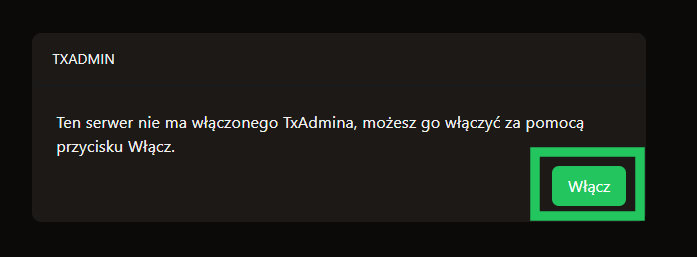 TXADMIN
Ten serwer nie ma włączonego TxAdmina, możesz go włączyć za pomocą
przycisku Włącz.
Włącz